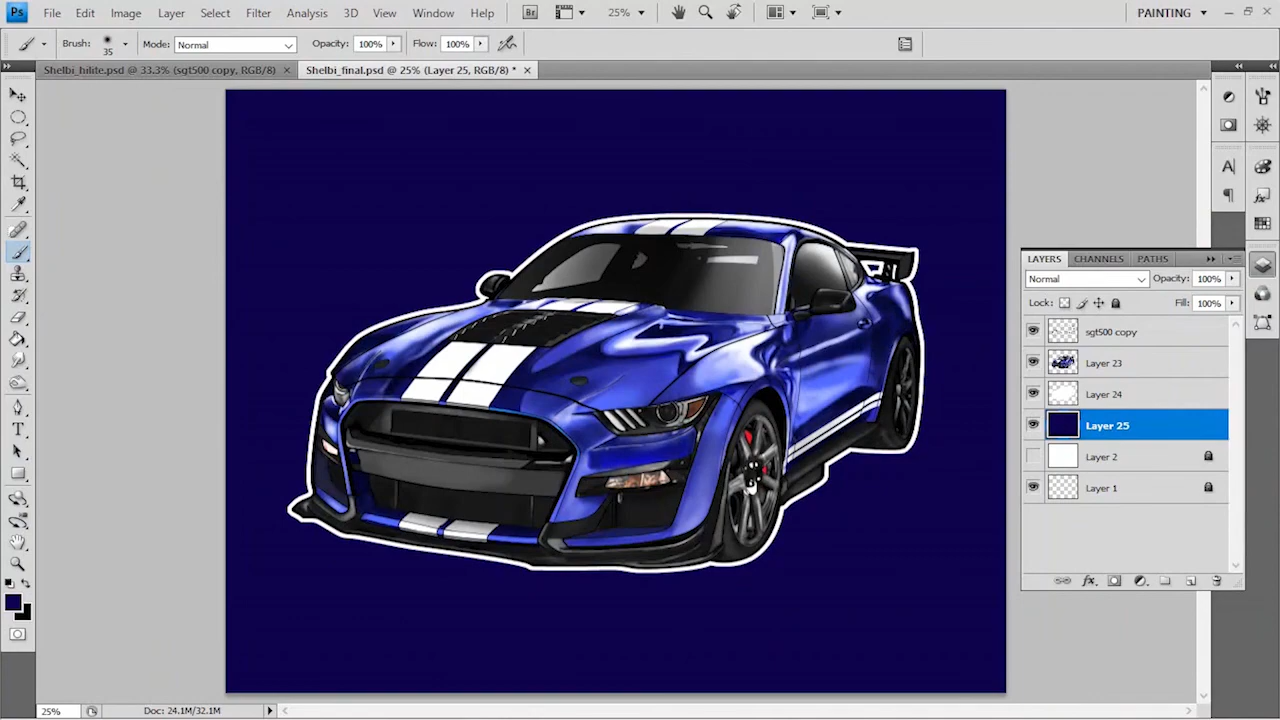 Ps File Edit Image Layer Select Filter Analysis 3D View Window Help Br 25% PAINTING
Brush: 35 Mode: Normal Opacity: 100% Flow: 100%
Shelbi_hilite.psd @ 33.3% (sgt500 copy, RGB/8) × Shelbi_final.psd @ 25% (Layer 25, RGB/8) * ×
LAYERS CHANNELS PATHS
Normal Opacity: 100%
Lock: Fill: 100%
sgt500 copy
Layer 23
Layer 24
Layer 25
Layer 2
Layer 1
fx
25% Doc: 24.1M/32.1M